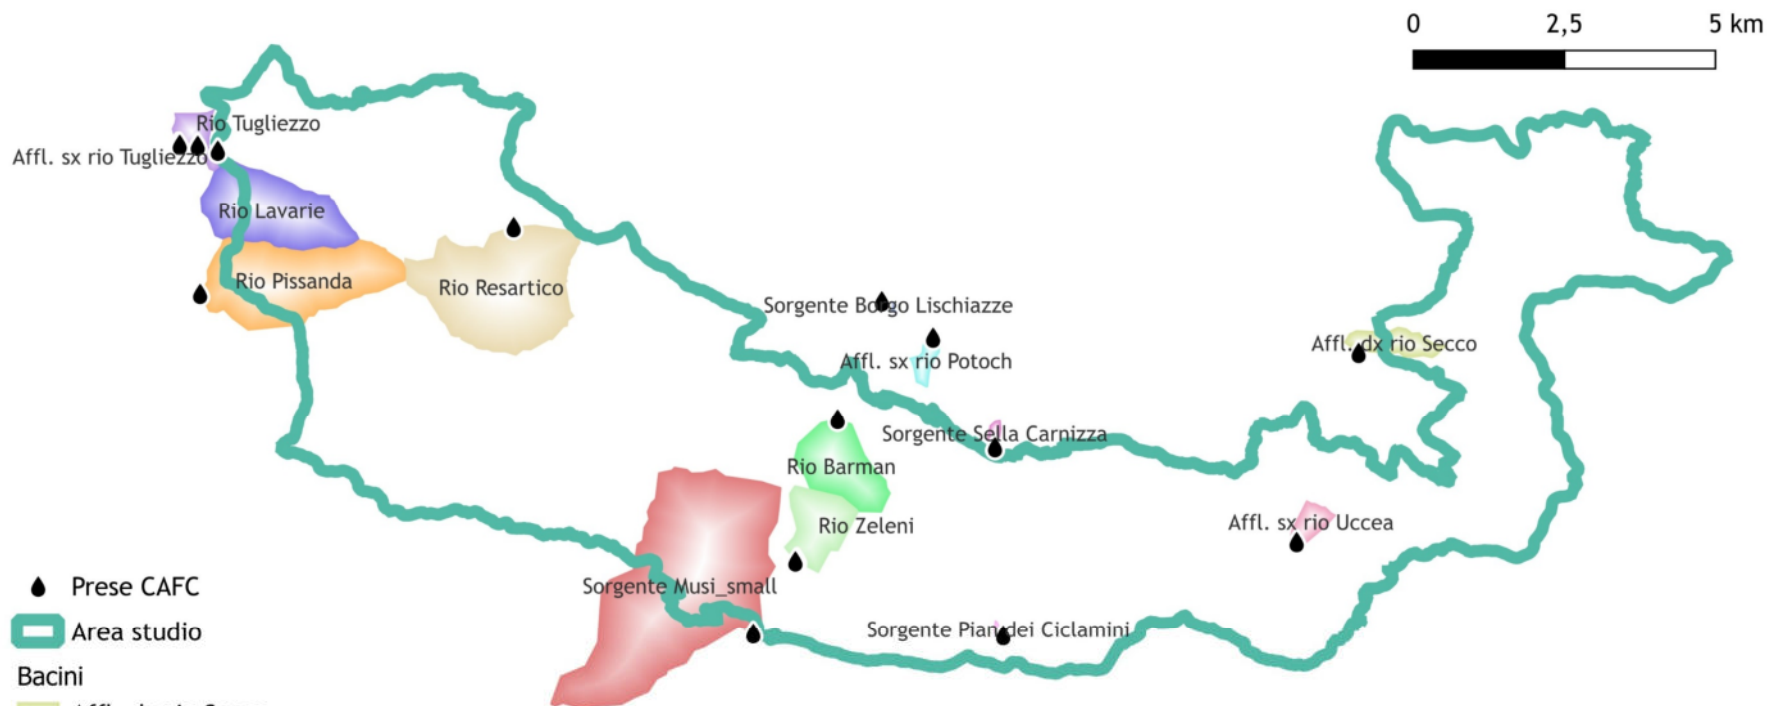 0 2,5 5 km
Rio Tugliezzo
Affl. sx rio Tugliezzo
Rio Lavarie
Rio Pissanda
Rio Resartico
Sorgente Borgo Lischiazze
Affl. dx rio Secco
Affl. sx rio Potoch
Sorgente Sella Carnizza
Rio Barman
Affl. sx rio Uccea
Rio Zeleni
Sorgente Musi_small
Prese CAFC
Sorgente Pian dei Ciclamini
Area studio
Bacini